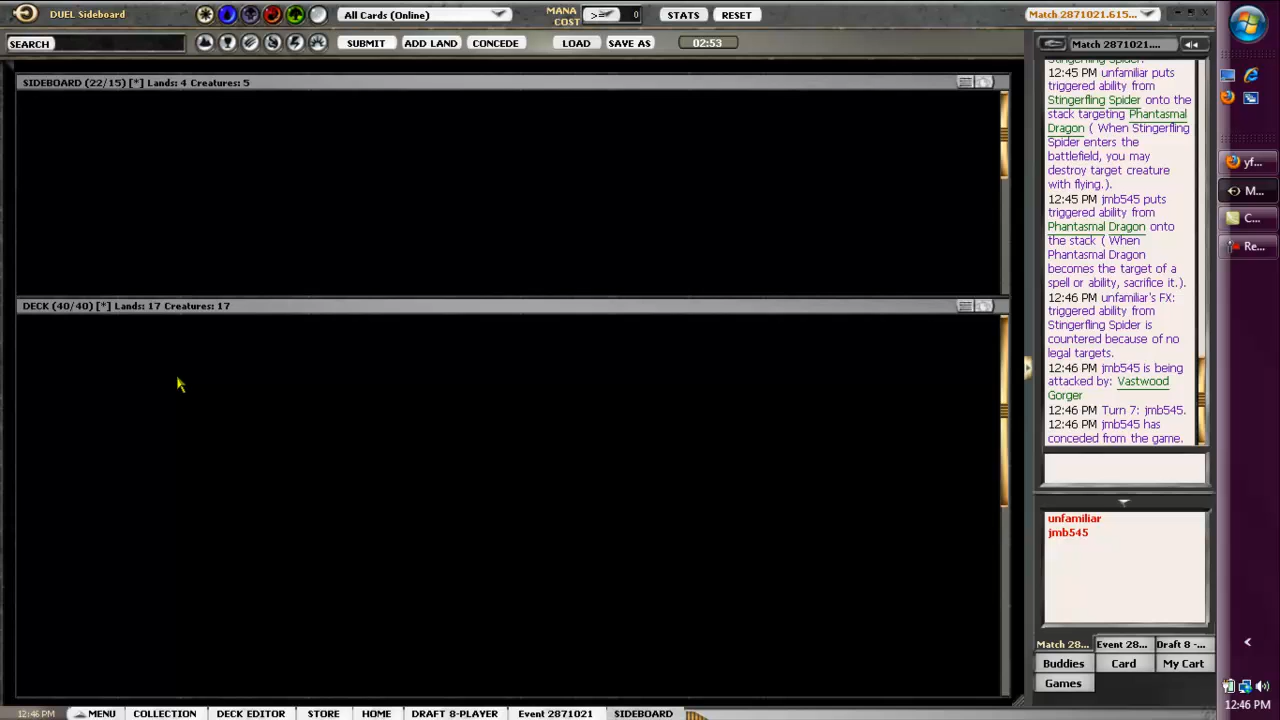 DUEL Sideboard
All Cards (Online)
MANA COST
>=
0
STATS
RESET
Match 2871021.615...
SEARCH
SUBMIT
ADD LAND
CONCEDE
LOAD
SAVE AS
02:53
Match 2871021....
SIDEBOARD (22/15) [*] Lands: 4 Creatures: 5
DECK (40/40) [*] Lands: 17 Creatures: 17
12:45 PM unfamiliar puts
triggered ability from
Stingerfling Spider onto the
stack targeting Phantasmal
Dragon ( When Stingerfling
Spider enters the
battlefield, you may
destroy target creature
with flying.).
12:45 PM jmb545 puts
triggered ability from
Phantasmal Dragon onto
the stack ( When
Phantasmal Dragon
becomes the target of a
spell or ability, sacrifice it.).
12:46 PM unfamiliar's FX:
triggered ability from
Stingerfling Spider is
countered because of no
legal targets.
12:46 PM jmb545 is being
attacked by: Vastwood
Gorger
12:46 PM Turn 7: jmb545.
12:46 PM jmb545 has
conceded from the game.
unfamiliar
jmb545
Match 28...
Event 28...
Draft 8 -...
Buddies
Card
My Cart
Games
yf...
M...
C...
Re...
12:46 PM
12:46 PM
MENU
COLLECTION
DECK EDITOR
STORE
HOME
DRAFT 8-PLAYER
Event 2871021
SIDEBOARD